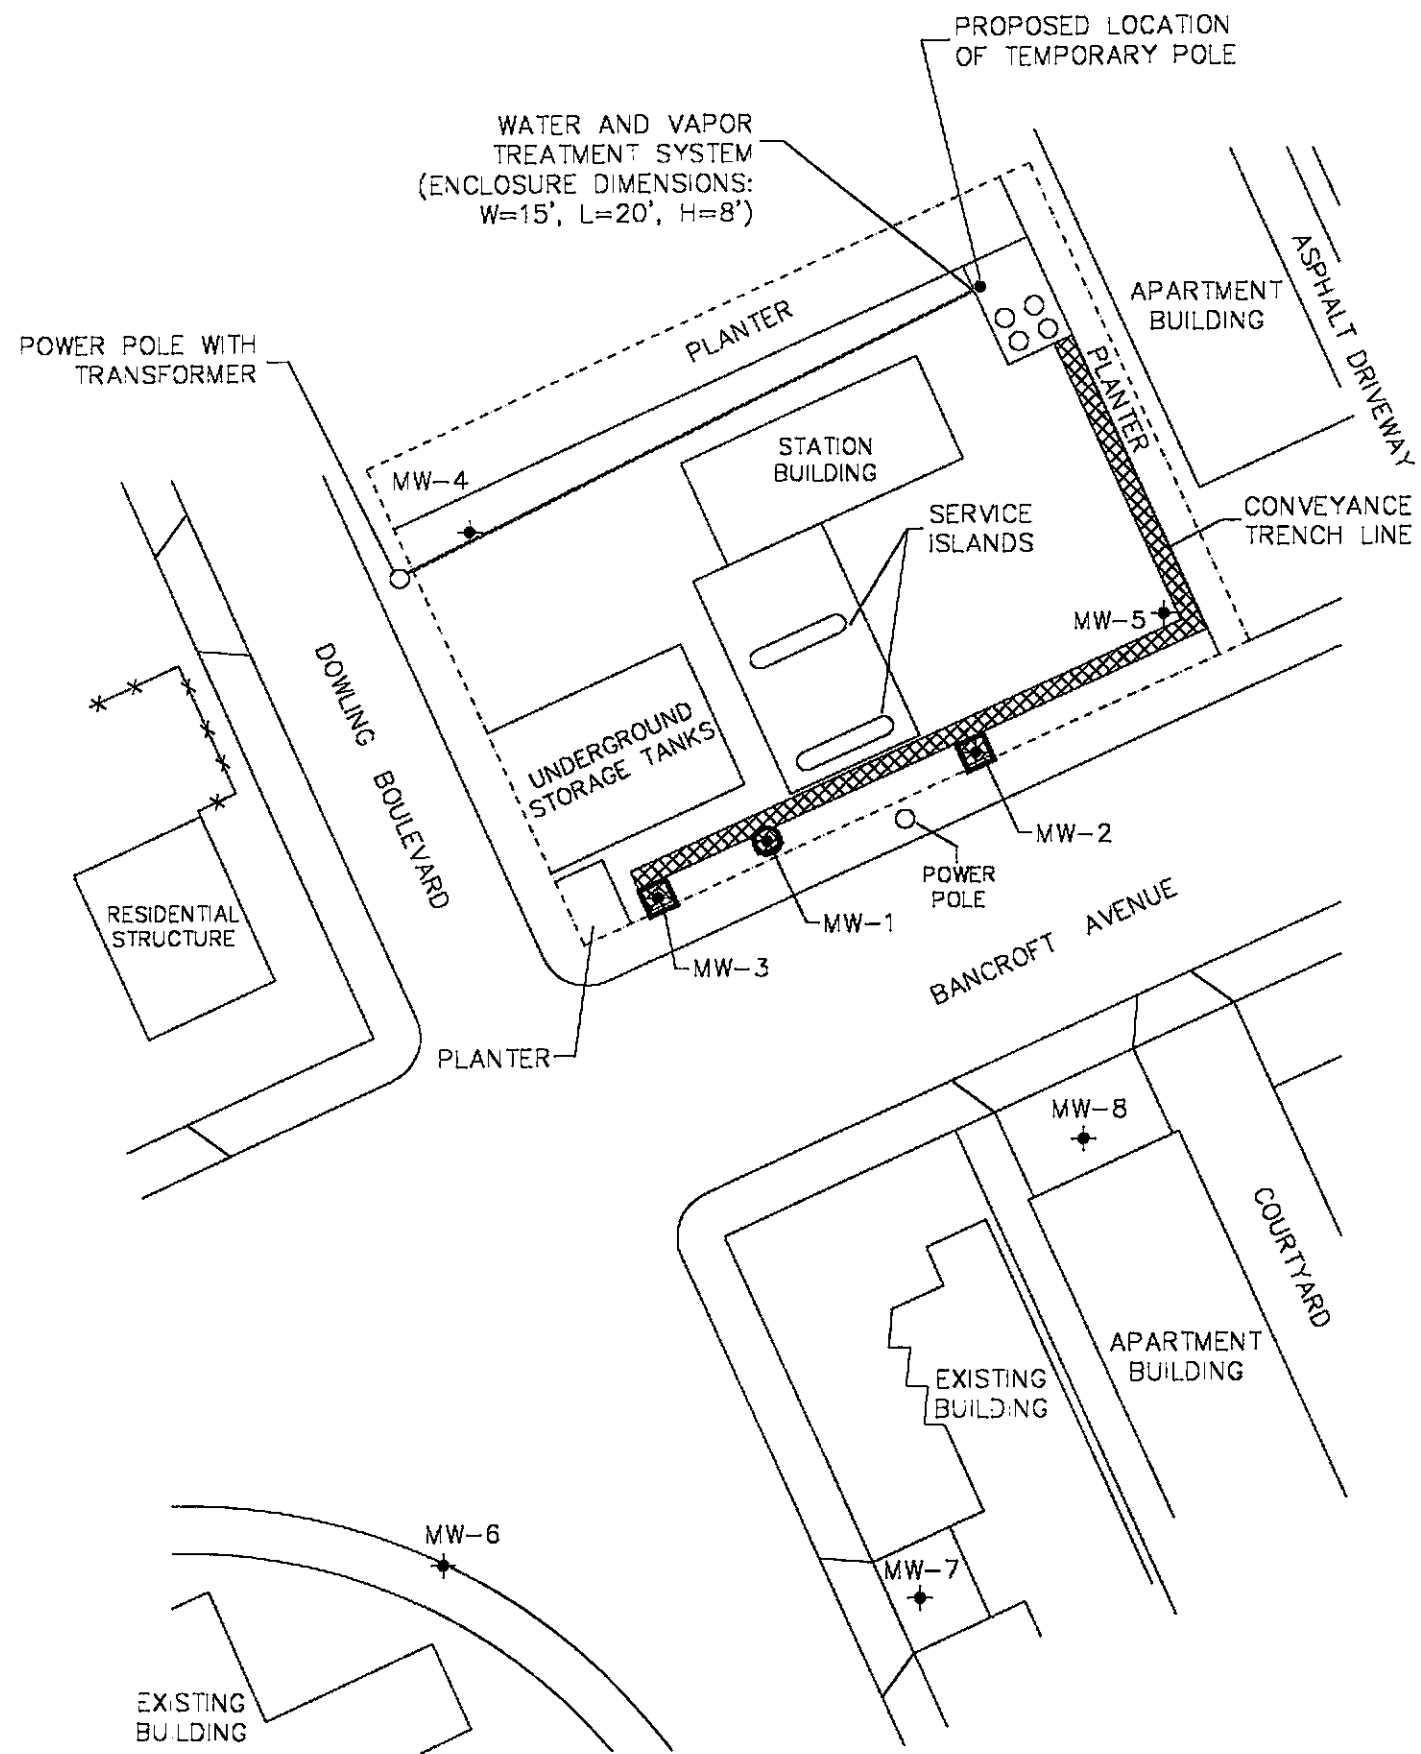 PROPOSED LOCATION
OF TEMPORARY POLE
WATER AND VAPOR
TREATMENT SYSTEM
(ENCLOSURE DIMENSIONS:
W=15', L=20', H=8')
POWER POLE WITH
TRANSFORMER
PLANTER
APARTMENT
BUILDING
ASPHALT DRIVEWAY
PLANTER
MW-4
STATION
BUILDING
SERVICE
ISLANDS
CONVEYANCE
TRENCH LINE
MW-5
DOWLING BOULEVARD
UNDERGROUND
STORAGE TANKS
MW-2
POWER
POLE
MW-1
MW-3
RESIDENTIAL
STRUCTURE
BANCROFT AVENUE
PLANTER
MW-8
COURTYARD
APARTMENT
BUILDING
EXISTING
BUILDING
MW-6
MW-7
EXISTING
BUILDING